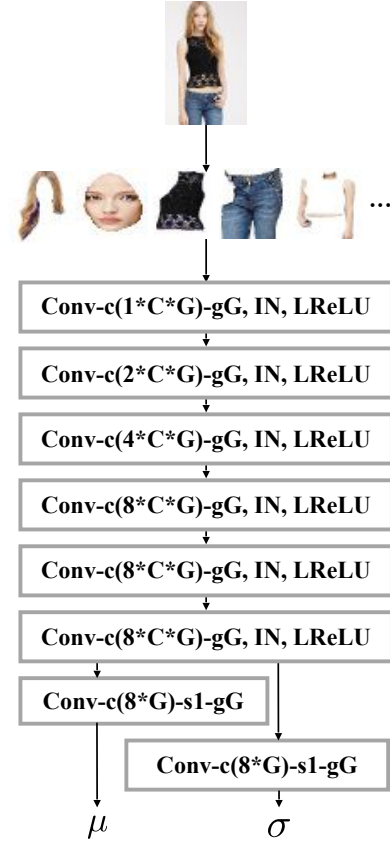 ...
Conv-c(1*C*G)-gG, IN, LReLU
Conv-c(2*C*G)-gG, IN, LReLU
Conv-c(4*C*G)-gG, IN, LReLU
Conv-c(8*C*G)-gG, IN, LReLU
Conv-c(8*C*G)-gG, IN, LReLU
Conv-c(8*C*G)-gG, IN, LReLU
Conv-c(8*G)-s1-gG
Conv-c(8*G)-s1-gG
μ σ